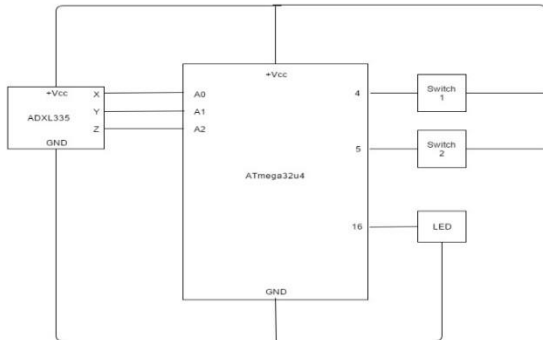 +Vcc
+Vcc
X
A0
4
Switch
1
Y
A1
ADXL335
Z
A2
GND
5
Switch
2
ATmega32u4
16
LED
GND